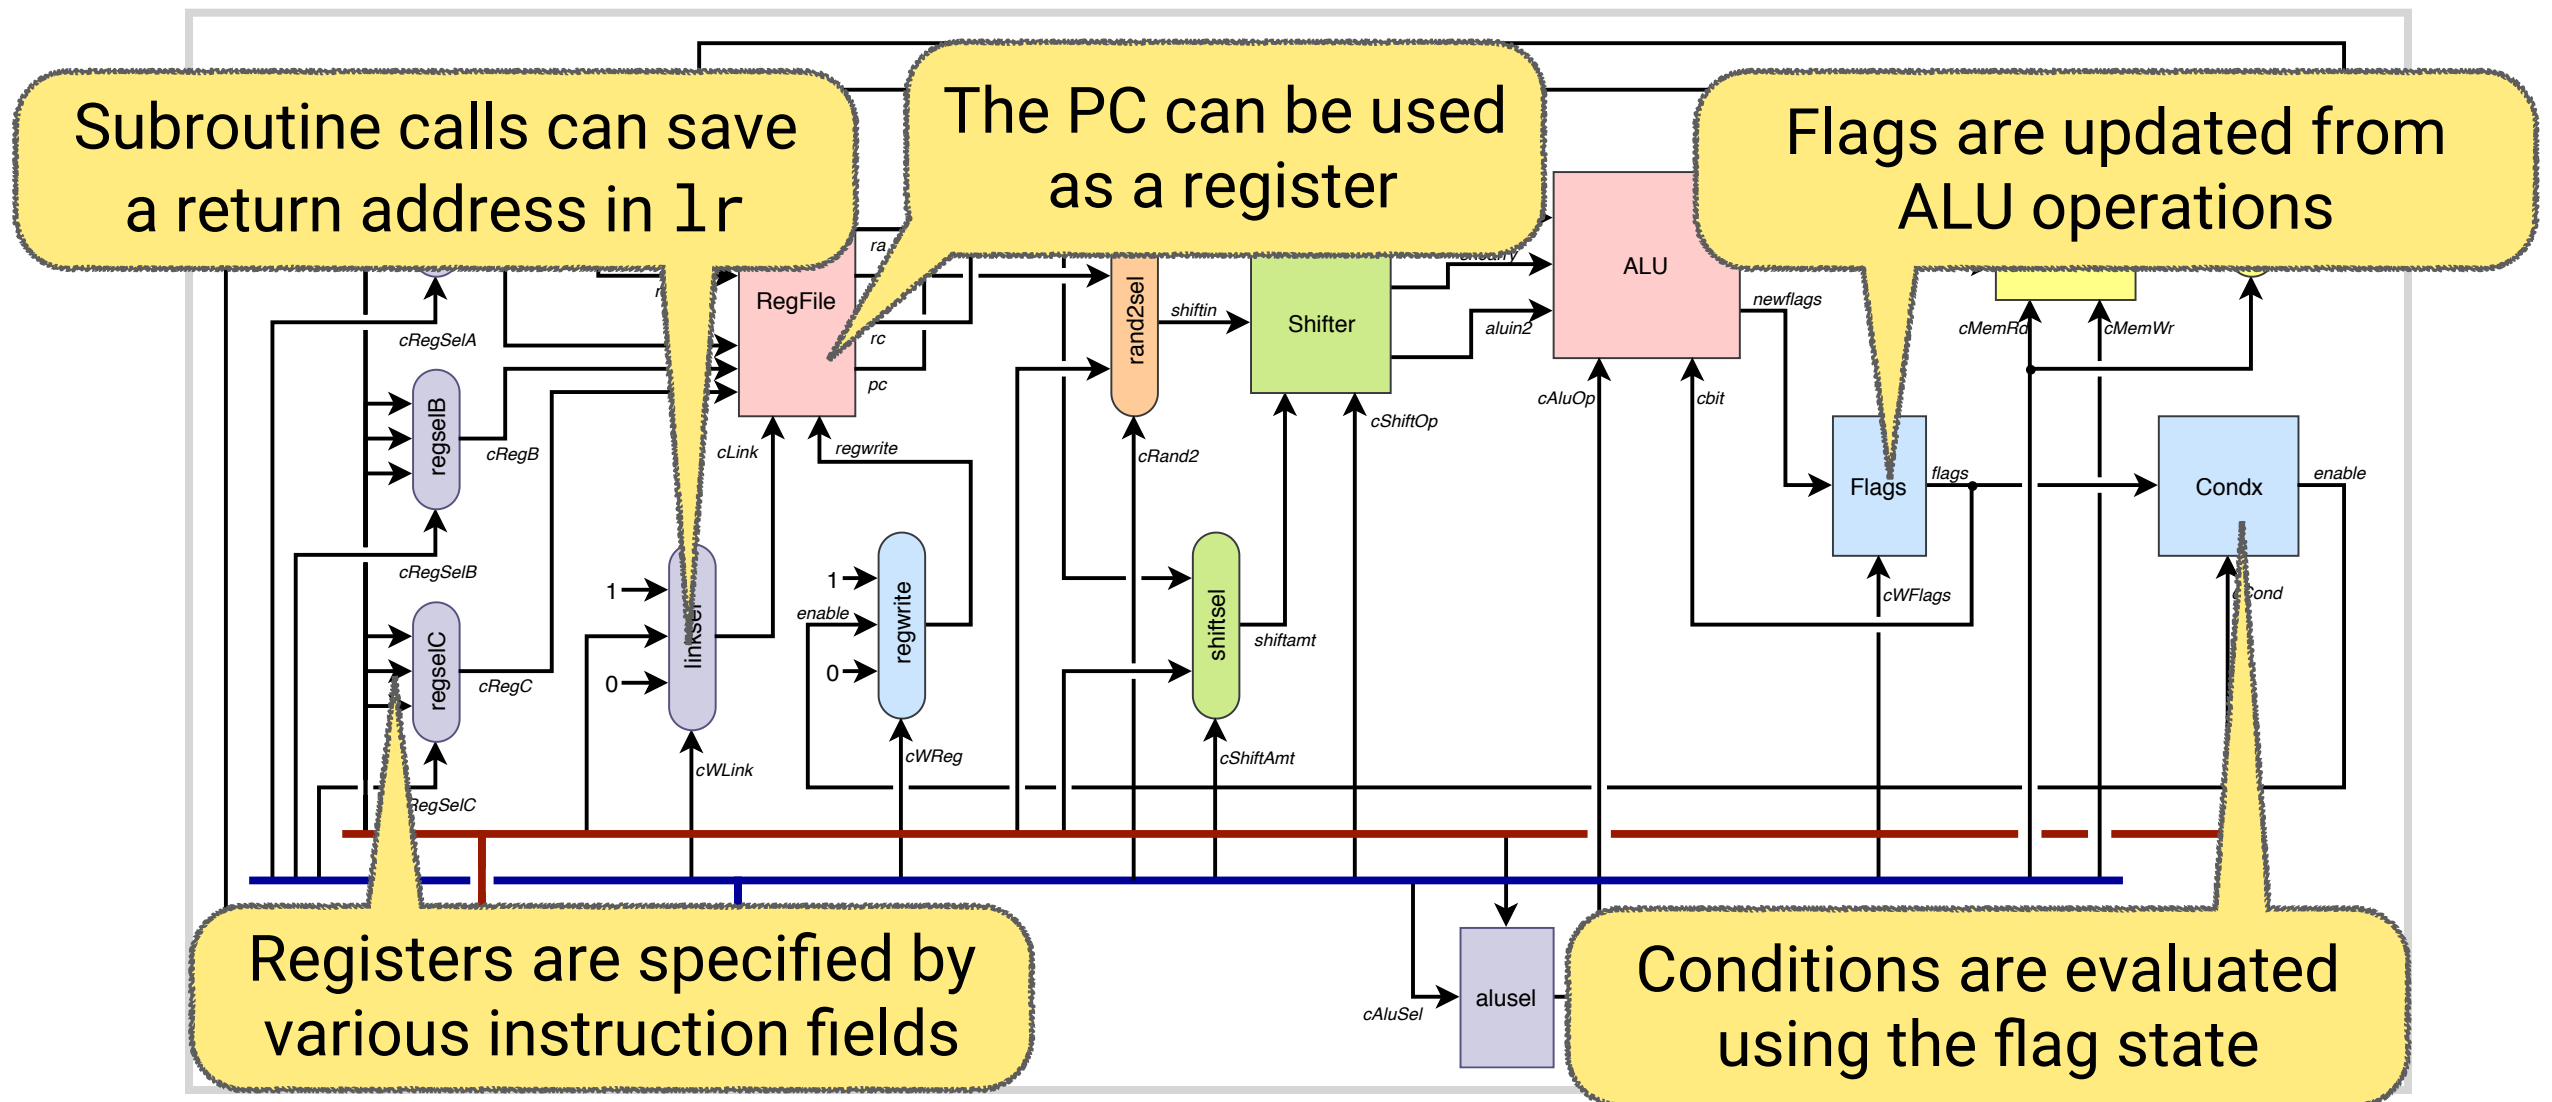 Subroutine calls can save
a return address in lr
The PC can be used
as a register
Flags are updated from
ALU operations
ra
RegFile
rc
pc
rand2sel
shiftin
Shifter
aluin2
ALU
newflags
cMemRd
cMemWr
cRegSelA
regselB
cRegB
cLink
regwrite
cRand2
cShiftOp
cAluOp
cbit
Flags
flags
Condx
enable
cRegSelB
1
linksel
0
1
enable
0
regwrite
shiftsel
shiftamt
cWFlags
cCond
regselC
cRegC
cWLink
cWReg
cShiftAmt
RegSelC
Registers are specified by
various instruction fields
cAluSel
alusel
Conditions are evaluated
using the flag state